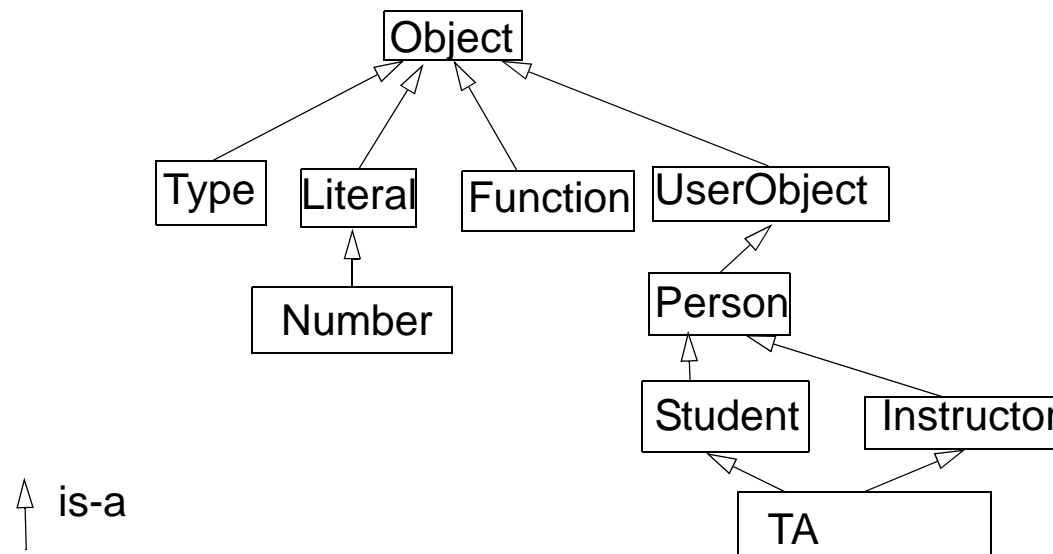 Object
Type
Literal
Function
UserObject
Number
Person
Student
Instructor
is-a
TA